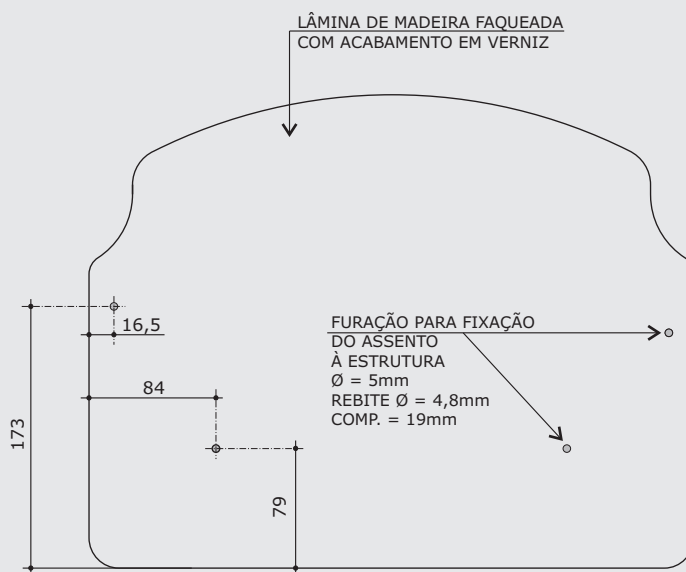 LÂMINA DE MADEIRA FAQUEADA
COM ACABAMENTO EM VERNIZ
16,5
FURAÇÃO PARA FIXAÇÃO
DO ASSENTO
À ESTRUTURA
Ø = 5mm
REBITE Ø = 4,8mm
COMP. = 19mm
84
173
79